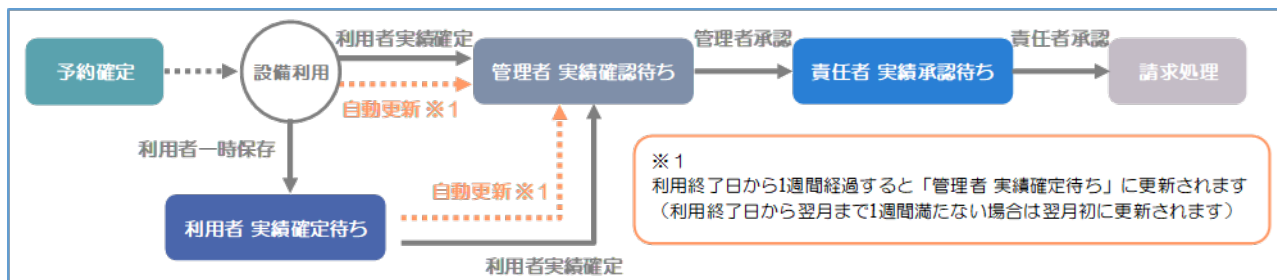 利用者実績確定
管理者承認
責任者承認
予約確定
設備利用
管理者 実績確認待ち
責任者 実績承認待ち
請求処理
自動更新※1
利用者一時保存
自動更新※1
利用者 実績確定待ち
利用者実績確定
※1
利用終了日から1週間経過すると「管理者 実績確定待ち」に更新されます
（利用終了日から翌月まで1週間満たない場合は翌月初に更新されます）